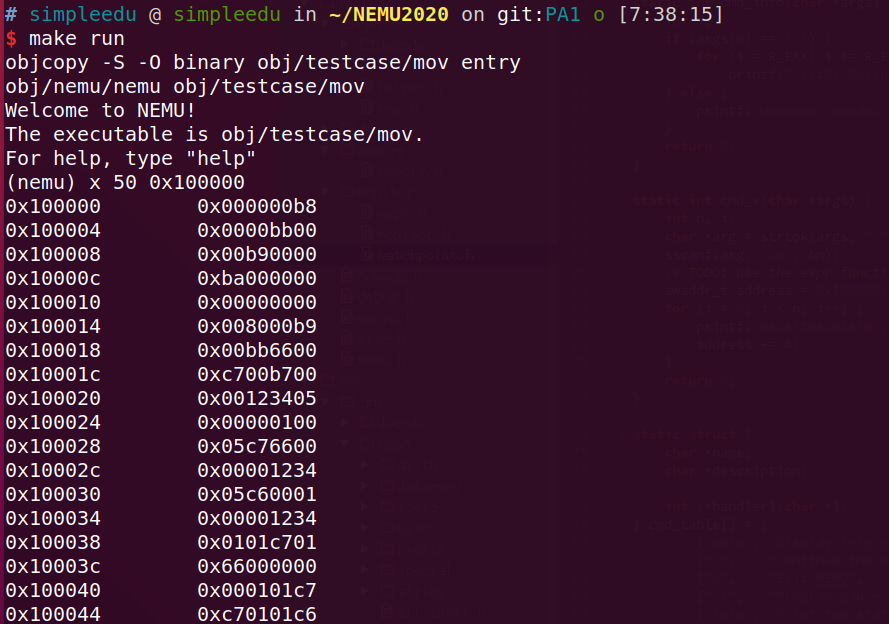 # simpleedu @ simpleedu in ~/NEMU2020 on git:PA1 o [7:38:15]
$ make run
objcopy -S -O binary obj/testcase/mov entry
obj/nemu/nemu obj/testcase/mov
Welcome to NEMU!
The executable is obj/testcase/mov.
For help, type "help"
(nemu) x 50 0x100000
0x100000        0x000000b8
0x100004        0x0000bb00
0x100008        0x00b90000
0x10000c        0xba000000
0x100010        0x00000000
0x100014        0x008000b9
0x100018        0x00bb6600
0x10001c        0xc700b700
0x100020        0x00123405
0x100024        0x00000100
0x100028        0x05c76600
0x10002c        0x00001234
0x100030        0x05c60001
0x100034        0x00001234
0x100038        0x0101c701
0x10003c        0x66000000
0x100040        0x000101c7
0x100044        0xc70101c6